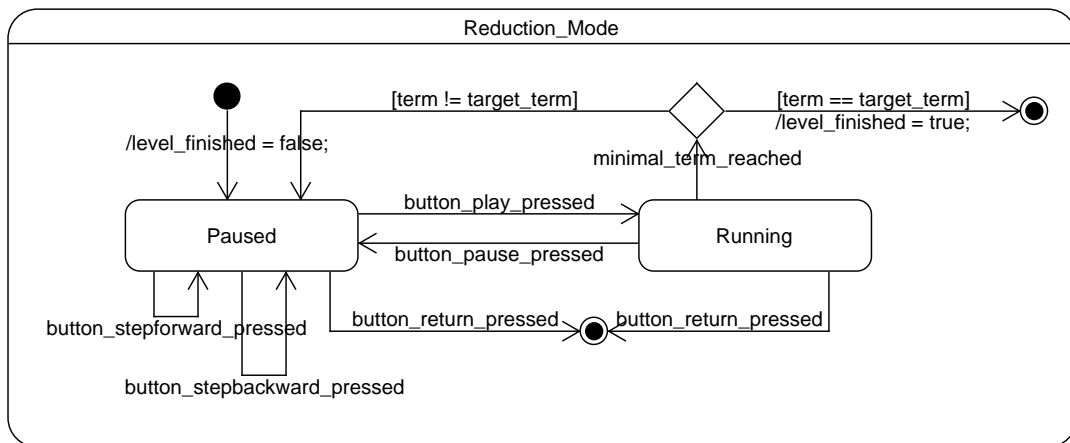 Reduction_Mode
[term != target_term]
[term == target_term]
/level_finished = true;
/level_finished = false;
minimal_term_reached
button_play_pressed
Paused
Running
button_pause_pressed
button_stepforward_pressed
button_return_pressed
button_return_pressed
button_stepbackward_pressed